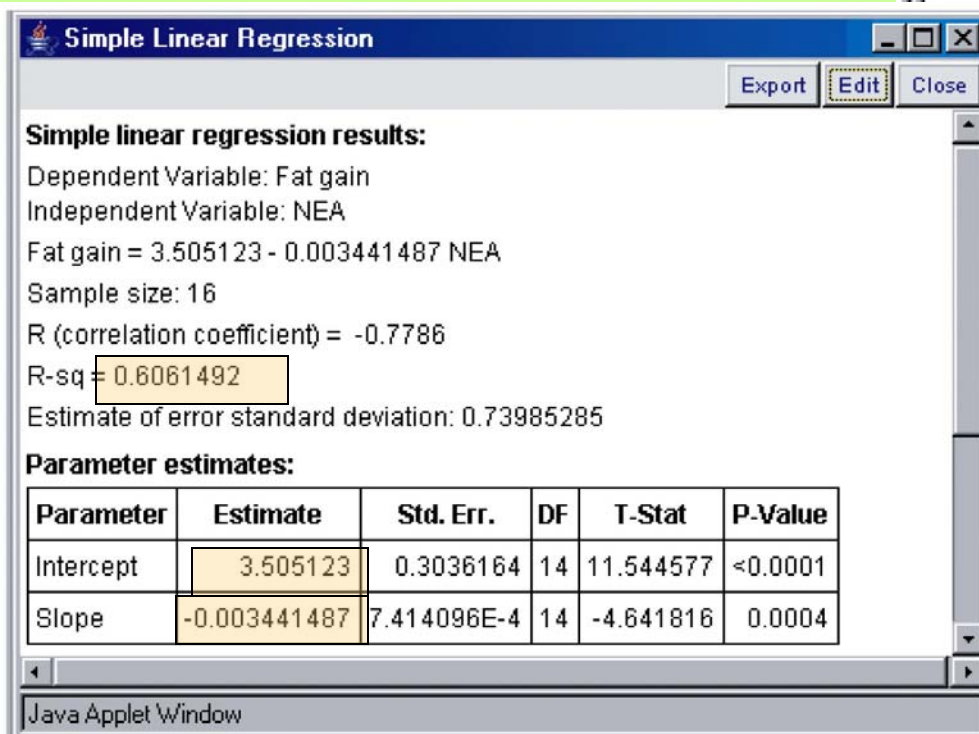 Simple Linear Regression
Export Edit Close
Simple linear regression results:
Dependent Variable: Fat gain
Independent Variable: NEA
Fat gain = 3.505123 - 0.003441487 NEA
Sample size: 16
R (correlation coefficient) = -0.7786
R-sq = 0.6061492
Estimate of error standard deviation: 0.73985285
Parameter estimates:
Parameter Estimate Std. Err. DF T-Stat P-Value
Intercept 3.505123 0.3036164 14 11.544577 <0.0001
Slope -0.003441487 7.414096E-4 14 -4.641816 0.0004
Java Applet Window